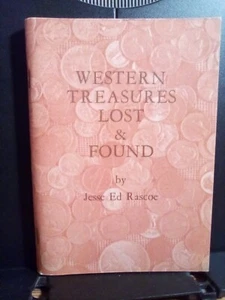 WESTERN
TREASURES
LOST
&
FOUND
by
Jesse Ed Rascoe